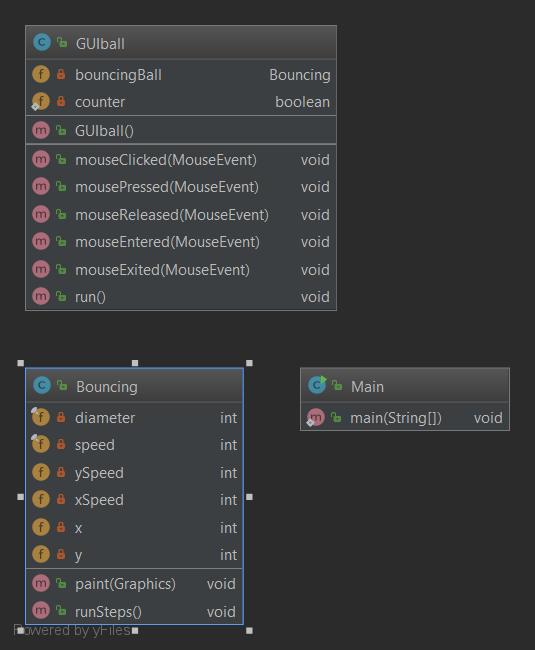 GUIball
bouncingBall Bouncing
counter boolean
GUIball()
mouseClicked(MouseEvent) void
mousePressed(MouseEvent) void
mouseReleased(MouseEvent) void
mouseEntered(MouseEvent) void
mouseExited(MouseEvent) void
run() void
Bouncing
diameter int
speed int
ySpeed int
xSpeed int
x int
y int
paint(Graphics) void
runSteps() void
Main
main(String[]) void
Powered by yFiles